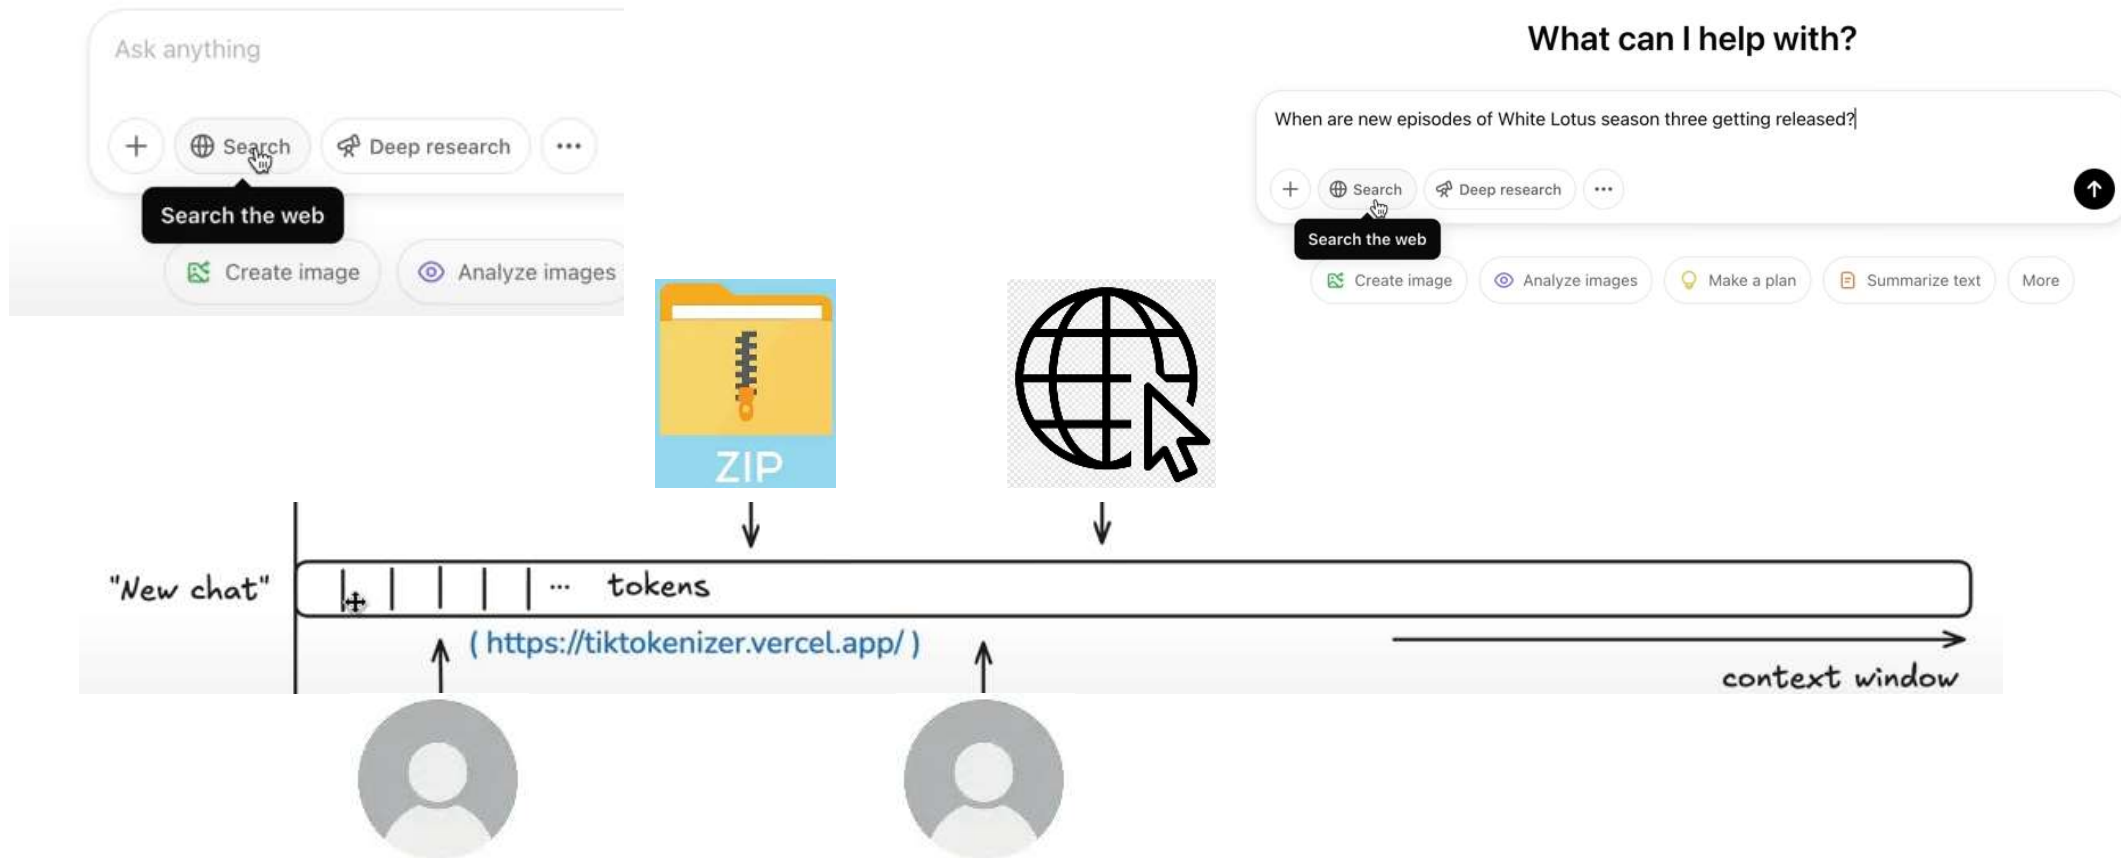 Ask anything
Search
Deep research
Search the web
Create image
Analyze images
What can I help with?
When are new episodes of White Lotus season three getting released?
Search
Deep research
Search the web
Create image
Analyze images
Make a plan
Summarize text
More
ZIP
"New chat"
... tokens
( https://tiktokenizer.vercel.app/ )
context window